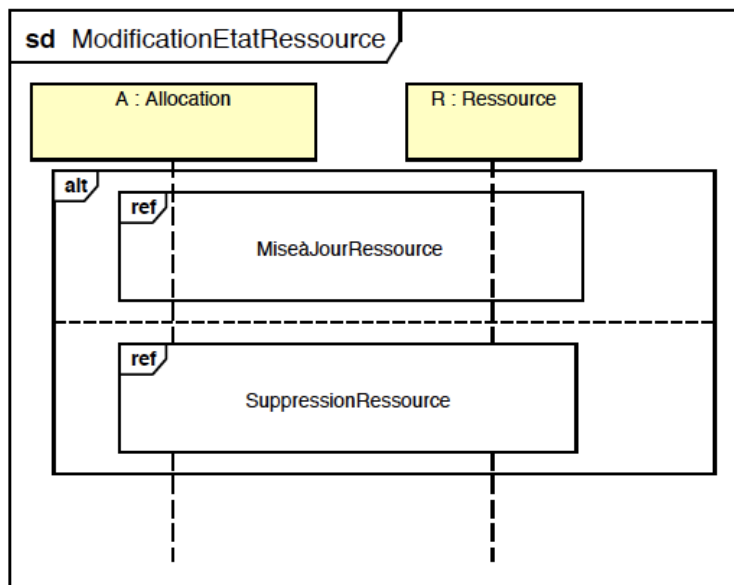 sd ModificationEtatRessource
A : Allocation
R : Ressource
alt
ref
MiseàJourRessource
ref
SuppressionRessource